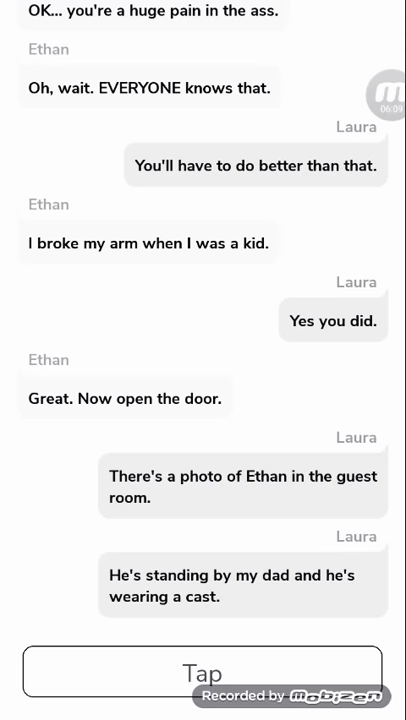 OK... you're a huge pain in the ass.
Ethan
Oh, wait. EVERYONE knows that.
06:09
Laura
You'll have to do better than that.
Ethan
I broke my arm when I was a kid.
Laura
Yes you did.
Ethan
Great. Now open the door.
Laura
There's a photo of Ethan in the guest
room.
Laura
He's standing by my dad and he's
wearing a cast.
Tap
Recorded by mobizen